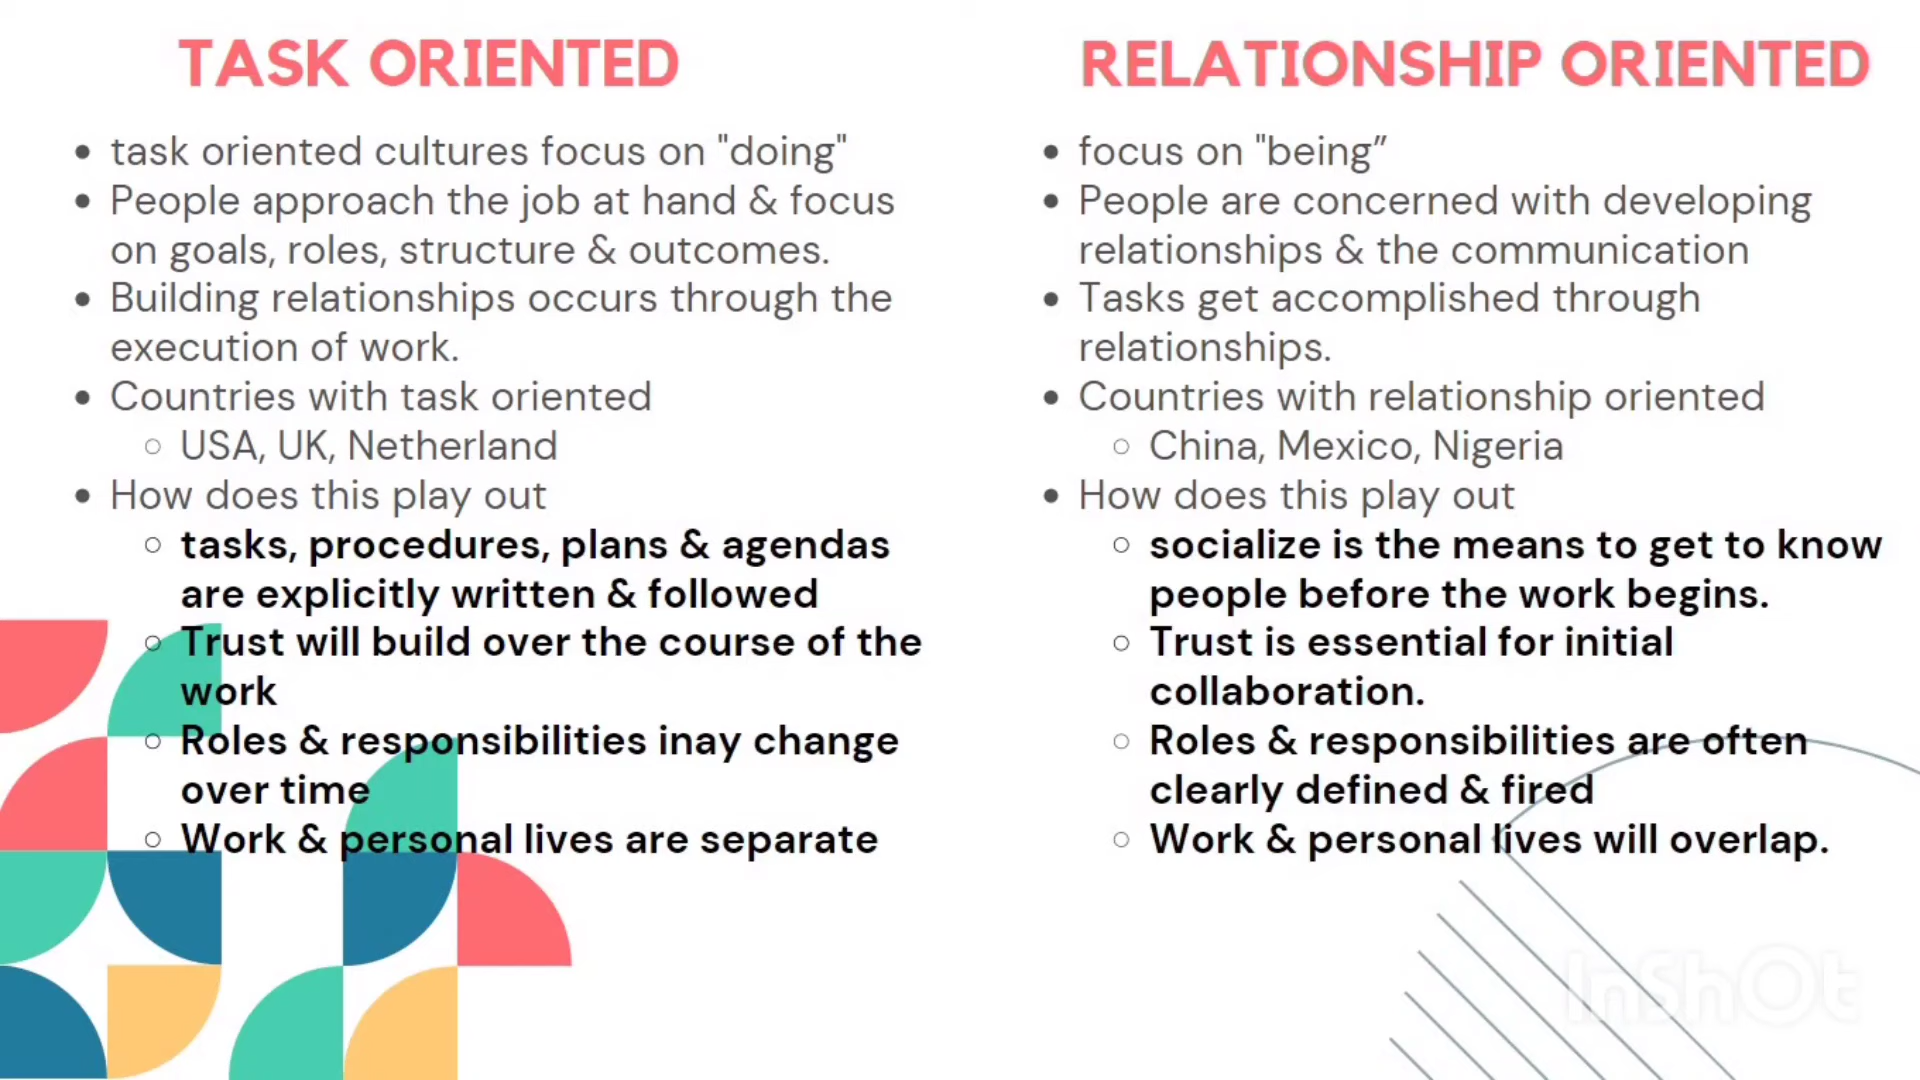 TASK ORIENTED
task oriented cultures focus on "doing"
People approach the job at hand & focus
on goals, roles, structure & outcomes.
Building relationships occurs through the
execution of work.
Countries with task oriented
USA, UK, Netherland
How does this play out
tasks, procedures, plans & agendas
are explicitly written & followed
Trust will build over the course of the
work
Roles & responsibilities inay change
over time
Work & personal lives are separate
RELATIONSHIP ORIENTED
focus on "being”
People are concerned with developing
relationships & the communication
Tasks get accomplished through
relationships.
Countries with relationship oriented
China, Mexico, Nigeria
How does this play out
socialize is the means to get to know
people before the work begins.
Trust is essential for initial
collaboration.
Roles & responsibilities are often
clearly defined & fired
Work & personal lives will overlap.
InShOt